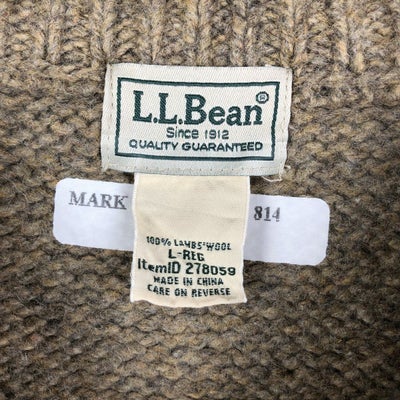 L.L.Bean®
Since 1912
QUALITY GUARANTEED
MARK 814
100% LAMBS' WOOL
L-REG
ItemID 278059
MADE IN CHINA
CARE ON REVERSE